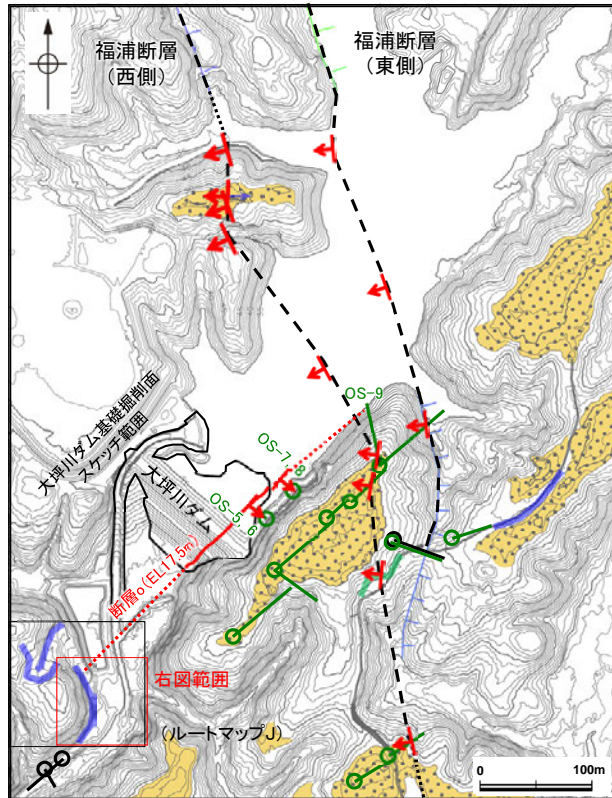 福浦断層
（西側）
福浦断層
（東側）
OS-9
大坪川ダム基礎掘削面
スケッチ範囲
OS-7, 8
大坪川ダム
OS-5, 6
断層o（EL17.5m）
右図範囲
（ルートマップJ）
0 100m